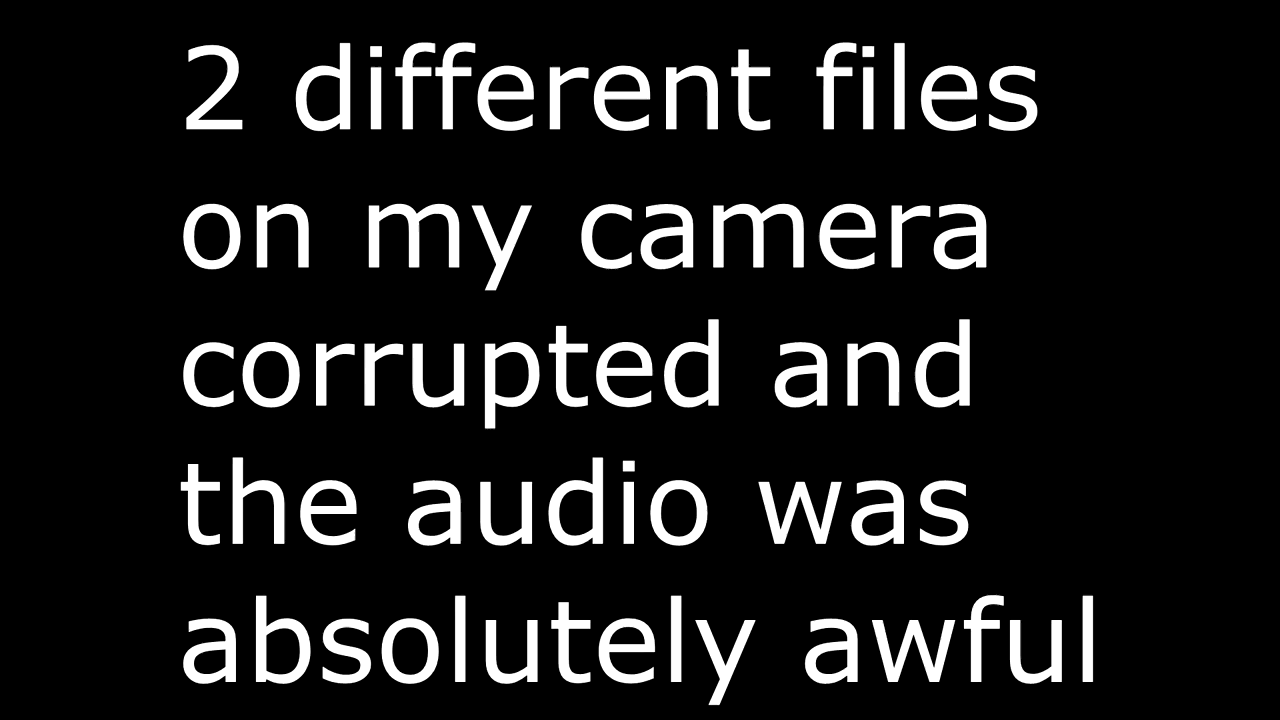 2 different files
on my camera
corrupted and
the audio was
absolutely awful